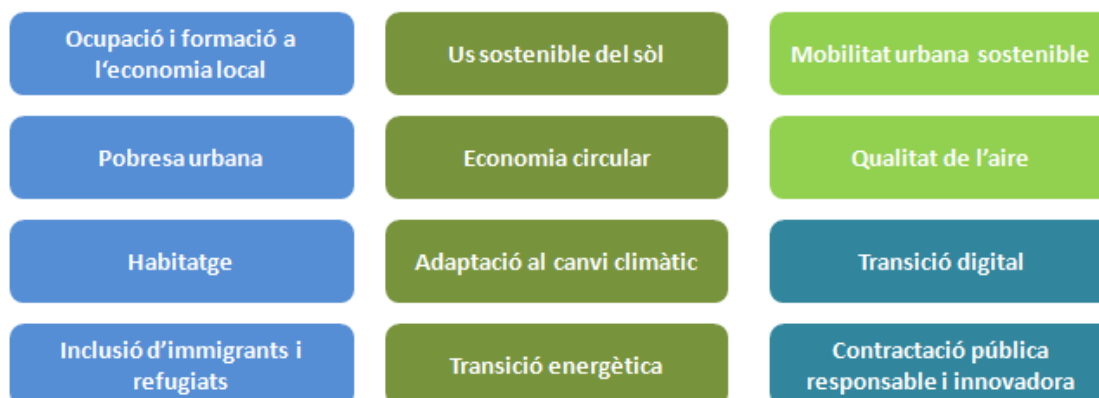 Ocupació i formació a
l‘economia local
Us sostenible del sòl
Mobilitat urbana sostenible
Pobresa urbana
Economia circular
Qualitat de l’aire
Habitatge
Adaptació al canvi climàtic
Transició digital
Inclusió d’immigrants i
refugiats
Transició energètica
Contractació pública
responsable i innovadora